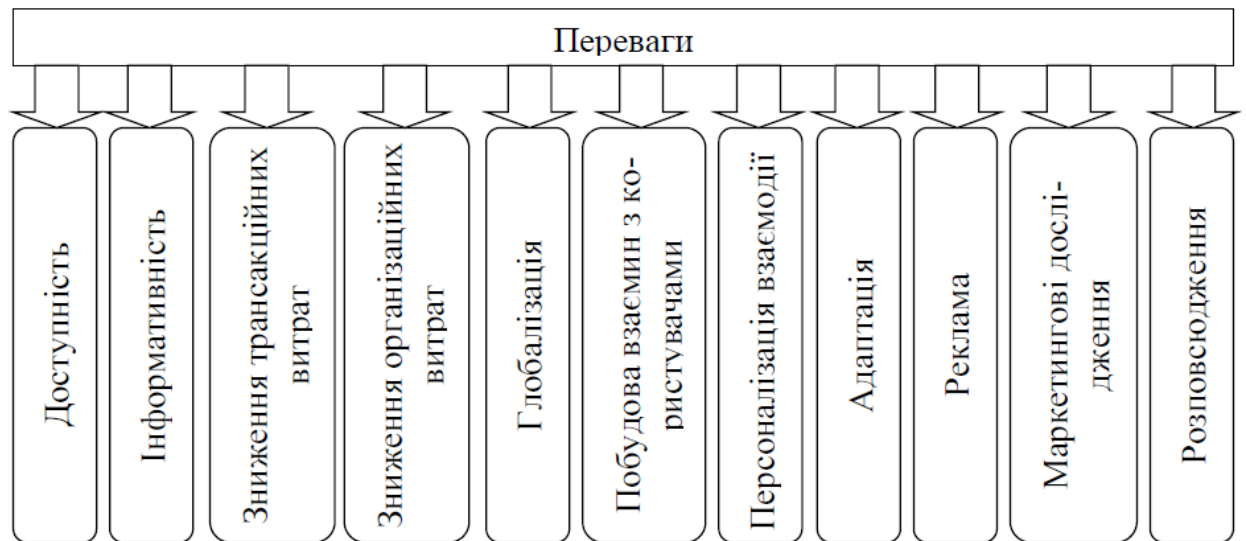 Переваги
Доступність
Інформативність
Зниження трансакційних
витрат
Зниження організаційних
витрат
Глобалізація
Побудова взаємин з ко-
ристувачами
Персоналізація взаємодії
Адаптація
Реклама
Маркетингові дослі-
дження
Розповсюдження